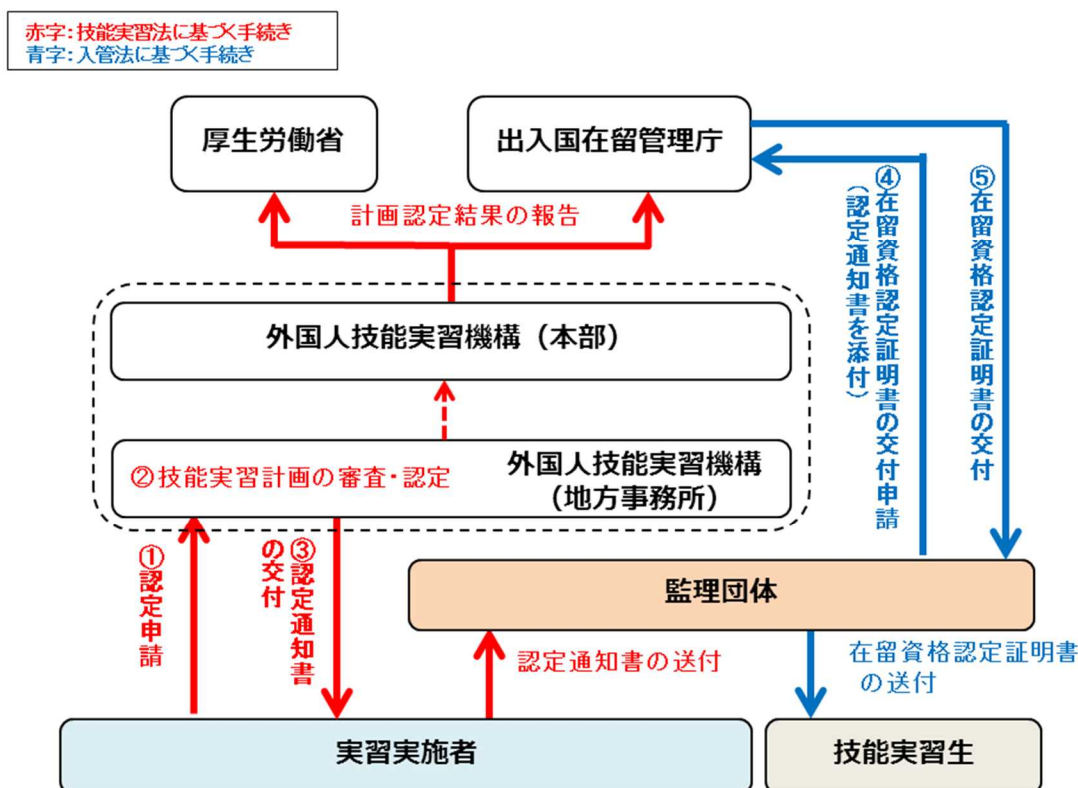 赤字：技能実習法に基づく手続き
青字：入管法に基づく手続き
厚生労働省
出入国在留管理庁
計画認定結果の報告
④在留資格認定証明書の交付申請
（認定通知書を添付）
⑤在留資格認定証明書の交付
外国人技能実習機構（本部）
②技能実習計画の審査・認定
外国人技能実習機構
（地方事務所）
①認定申請
③認定通知書
の交付
監理団体
認定通知書の送付
在留資格認定証明書
の送付
実習実施者
技能実習生